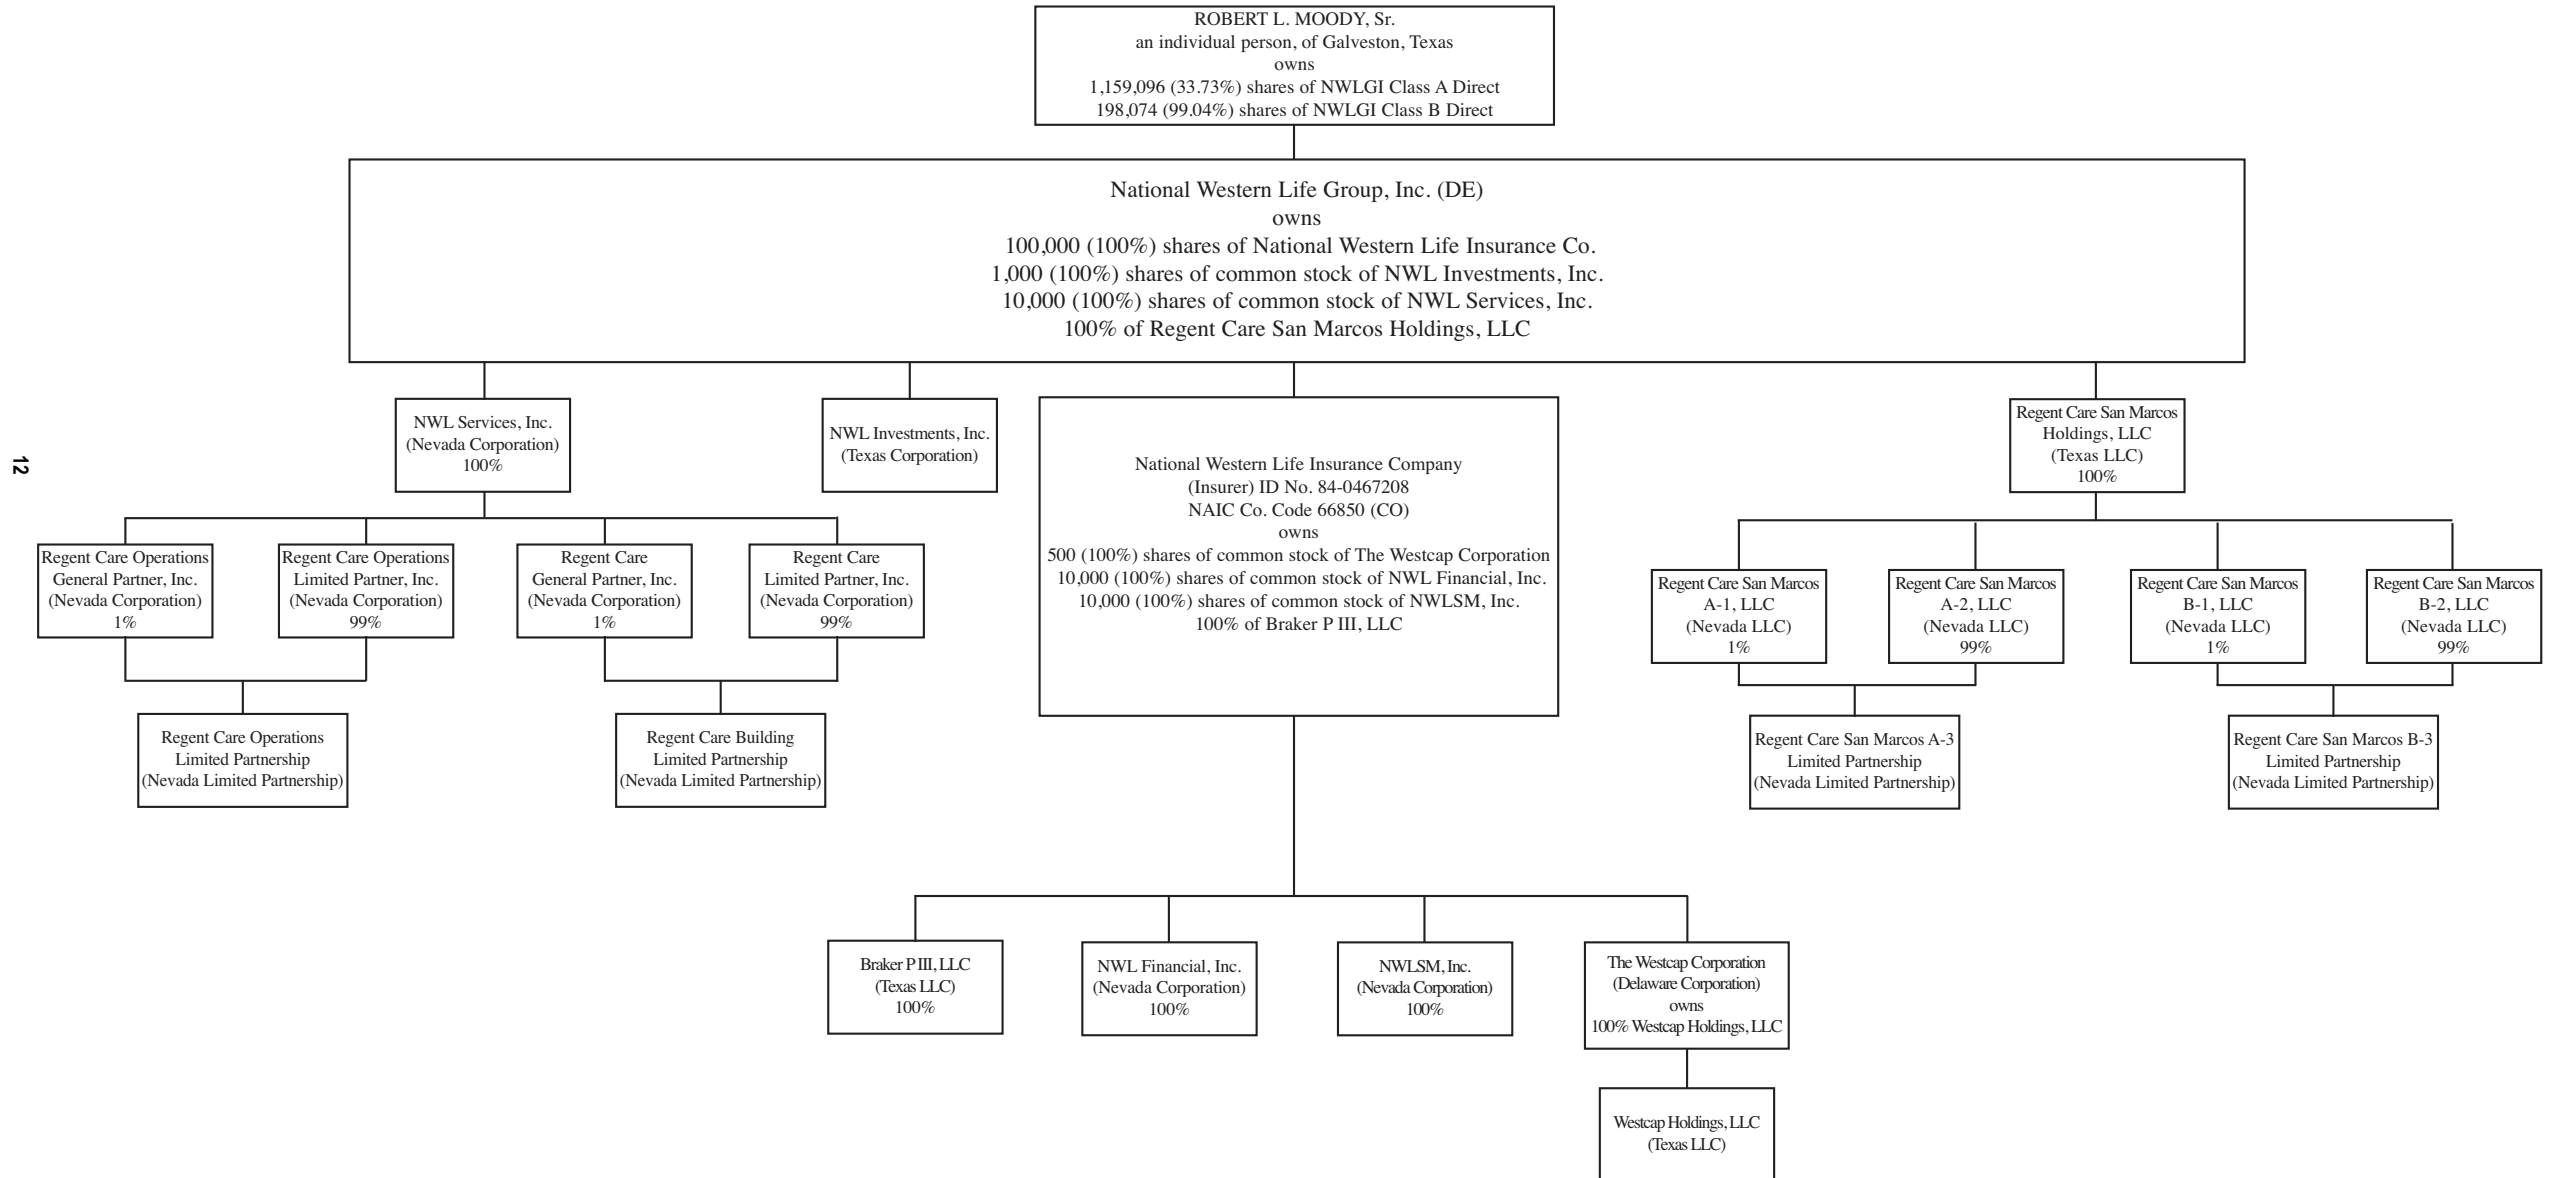 ROBERT L. MOODY, Sr.
an individual person, of Galveston, Texas
owns
1,159,096 (33.73%) shares of NWLGI Class A Direct
198,074 (99.04%) shares of NWLGI Class B Direct
National Western Life Group, Inc. (DE)
owns
100,000 (100%) shares of National Western Life Insurance Co.
1,000 (100%) shares of common stock of NWL Investments, Inc.
10,000 (100%) shares of common stock of NWL Services, Inc.
100% of Regent Care San Marcos Holdings, LLC
NWL Services, Inc.
(Nevada Corporation)
100%
NWL Investments, Inc.
(Texas Corporation)
National Western Life Insurance Company
(Insurer) ID No. 84-0467208
NAIC Co. Code 66850 (CO)
owns
500 (100%) shares of common stock of The Westcap Corporation
10,000 (100%) shares of common stock of NWL Financial, Inc.
10,000 (100%) shares of common stock of NWLSM, Inc.
100% of Braker P III, LLC
Regent Care San Marcos
Holdings, LLC
(Texas LLC)
100%
12
Regent Care Operations
General Partner, Inc.
(Nevada Corporation)
1%
Regent Care Operations
Limited Partner, Inc.
(Nevada Corporation)
99%
Regent Care
General Partner, Inc.
(Nevada Corporation)
1%
Regent Care
Limited Partner, Inc.
(Nevada Corporation)
99%
Regent Care San Marcos
A-1, LLC
(Nevada LLC)
1%
Regent Care San Marcos
A-2, LLC
(Nevada LLC)
99%
Regent Care San Marcos
B-1, LLC
(Nevada LLC)
1%
Regent Care San Marcos
B-2, LLC
(Nevada LLC)
99%
Regent Care Operations
Limited Partnership
(Nevada Limited Partnership)
Regent Care Building
Limited Partnership
(Nevada Limited Partnership)
Regent Care San Marcos A-3
Limited Partnership
(Nevada Limited Partnership)
Regent Care San Marcos B-3
Limited Partnership
(Nevada Limited Partnership)
Braker P III, LLC
(Texas LLC)
100%
NWL Financial, Inc.
(Nevada Corporation)
100%
NWLSM, Inc.
(Nevada Corporation)
100%
The Westcap Corporation
(Delaware Corporation)
owns
100% Westcap Holdings, LLC
Westcap Holdings, LLC
(Texas LLC)